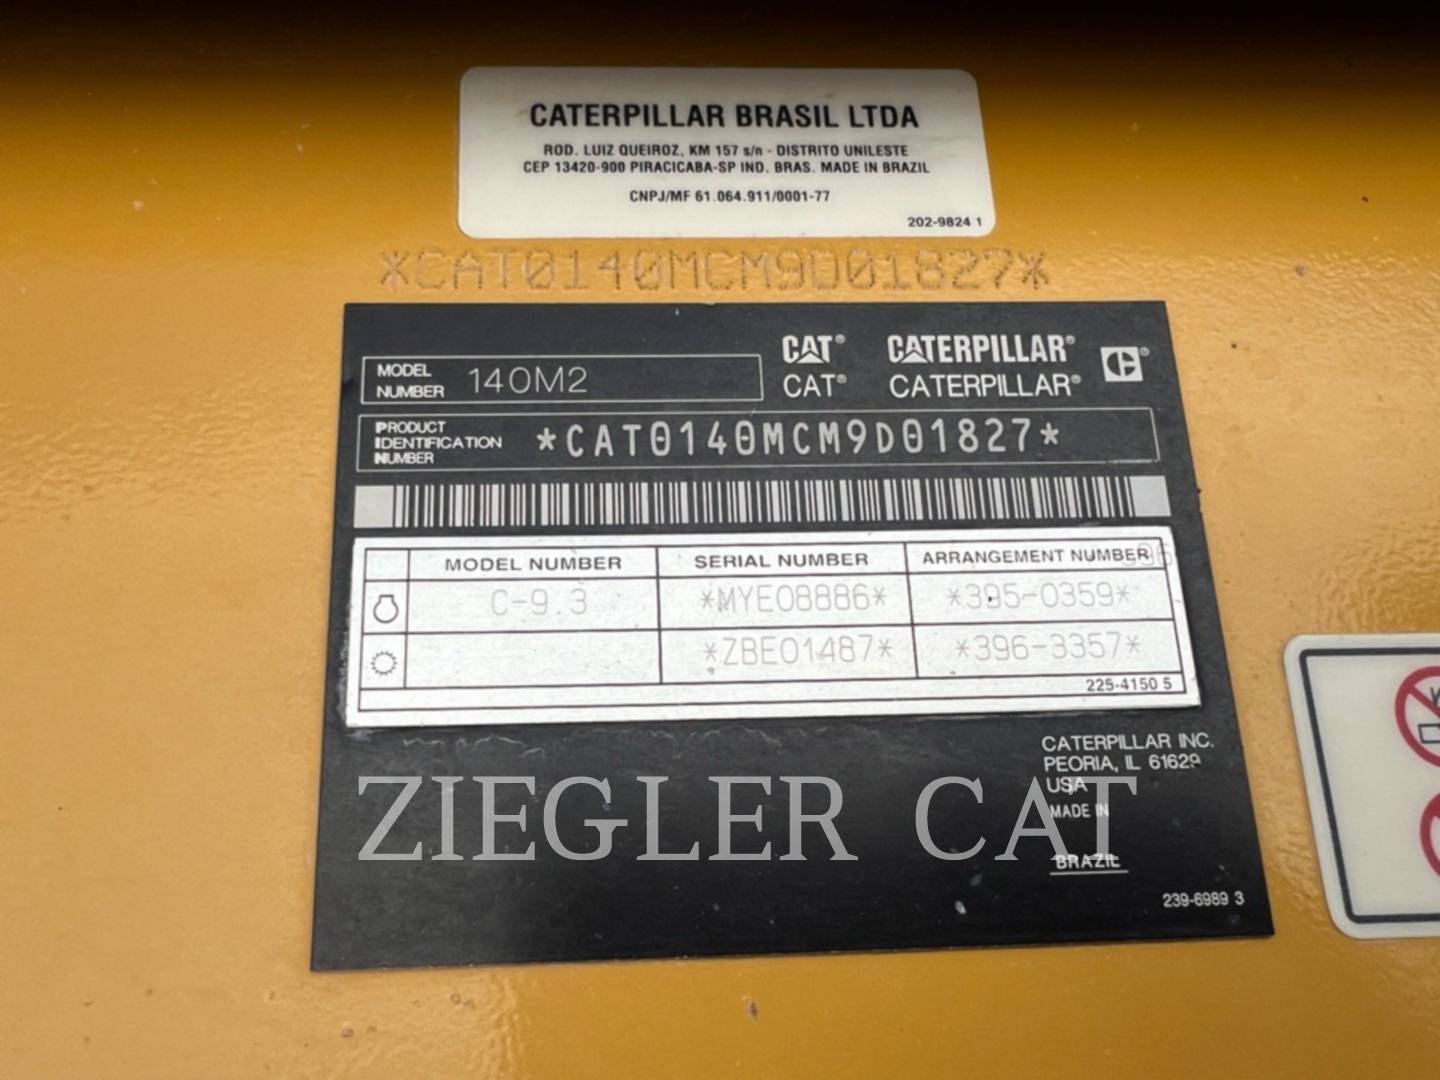 CATERPILLAR BRASIL LTDA
ROD. LUIZ QUEIROZ, KM 157 s/n - DISTRITO UNILESTE
CEP 13420-900 PIRACICABA-SP IND. BRAS. MADE IN BRAZIL
CNPJ/MF 61.064.911/0001-77
202-9824 1
*CAT0140MCM9D01827*
CAT® CATERPILLAR®
CAT® CATERPILLAR®
MODEL NUMBER 140M2
PRODUCT IDENTIFICATION NUMBER *CAT0140MCM9D01827*
MODEL NUMBER SERIAL NUMBER ARRANGEMENT NUMBER
C-9.3 *MYE08886* *395-0359*
*ZBE01487* *396-3357*
225-4150 5
CATERPILLAR INC.
PEORIA, IL 61629
USA
MADE IN
BRAZIL
ZIEGLER CAT
239-6989 3